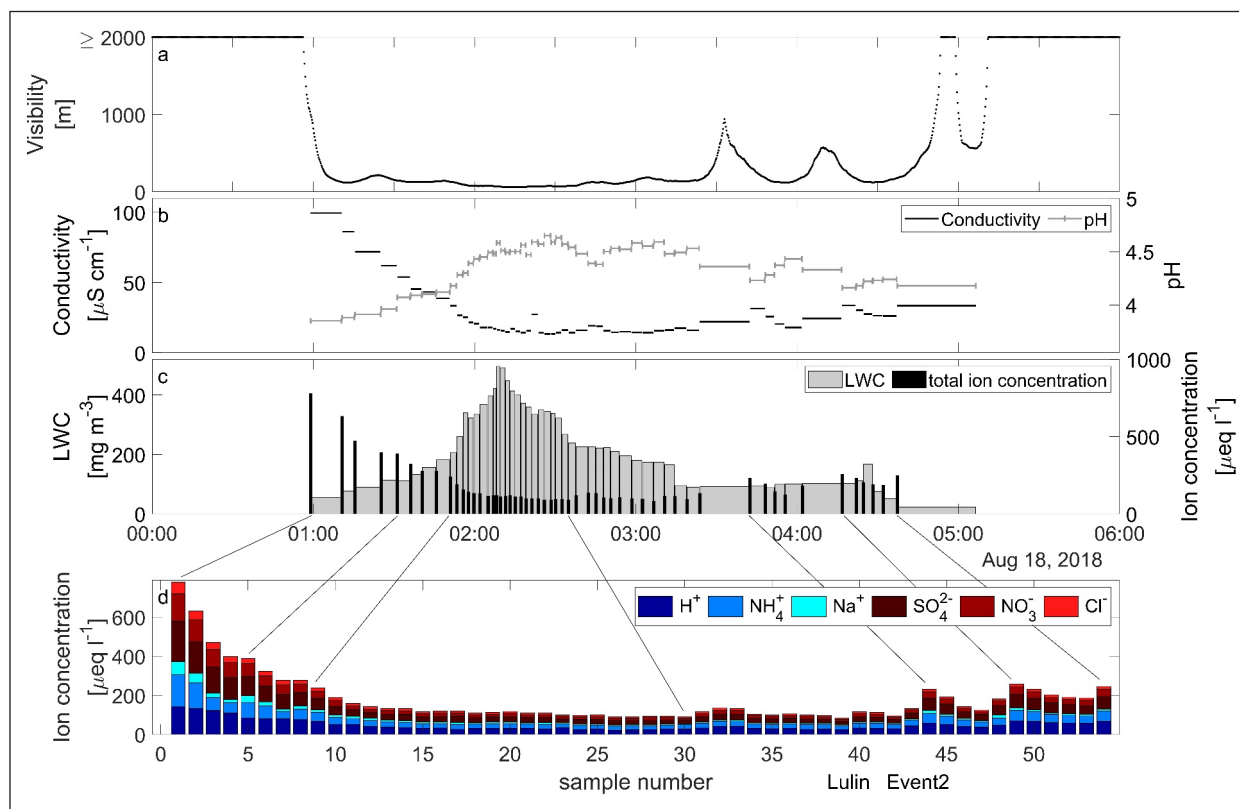 ≥ 2000
a
1000
0
Visibility
[m]
b
100
50
0
Conductivity
[µS cm⁻¹]
Conductivity pH
5
4.5
4
pH
c
400
200
0
LWC
[mg m⁻³]
LWC total ion concentration
1000
500
0
Ion concentration
[µeq l⁻¹]
00:00 01:00 02:00 03:00 04:00 05:00 06:00
Aug 18, 2018
d
600
400
200
0
Ion concentration
[µeq l⁻¹]
H⁺ NH₄⁺ Na⁺ SO₄²⁻ NO₃⁻ Cl⁻
0 5 10 15 20 25 30 35 40 45 50
sample number
Lulin Event2